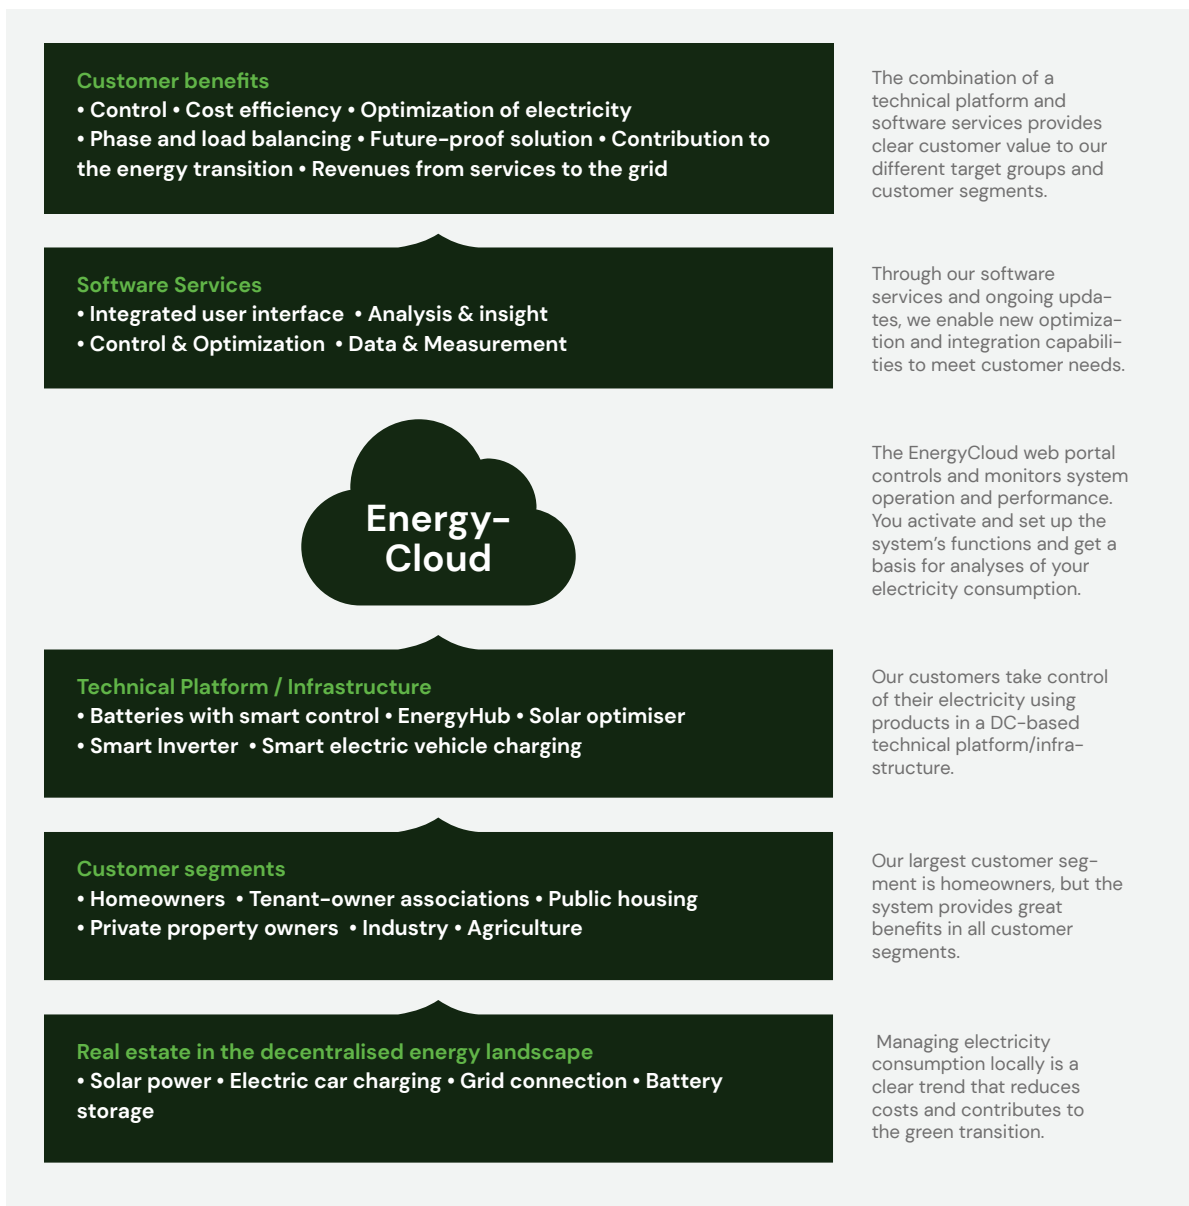 Customer benefits
• Control • Cost efficiency • Optimization of electricity
• Phase and load balancing • Future-proof solution • Contribution to
the energy transition • Revenues from services to the grid
The combination of a
technical platform and
software services provides
clear customer value to our
different target groups and
customer segments.
Software Services
• Integrated user interface • Analysis & insight
• Control & Optimization • Data & Measurement
Through our software
services and ongoing upda-
tes, we enable new optimiza-
tion and integration capabili-
ties to meet customer needs.
Energy-
Cloud
The EnergyCloud web portal
controls and monitors system
operation and performance.
You activate and set up the
system's functions and get a
basis for analyses of your
electricity consumption.
Technical Platform / Infrastructure
• Batteries with smart control • EnergyHub • Solar optimiser
• Smart Inverter • Smart electric vehicle charging
Our customers take control
of their electricity using
products in a DC-based
technical platform/infra-
structure.
Customer segments
• Homeowners • Tenant-owner associations • Public housing
• Private property owners • Industry • Agriculture
Our largest customer seg-
ment is homeowners, but the
system provides great
benefits in all customer
segments.
Real estate in the decentralised energy landscape
• Solar power • Electric car charging • Grid connection • Battery
storage
Managing electricity
consumption locally is a
clear trend that reduces
costs and contributes to
the green transition.